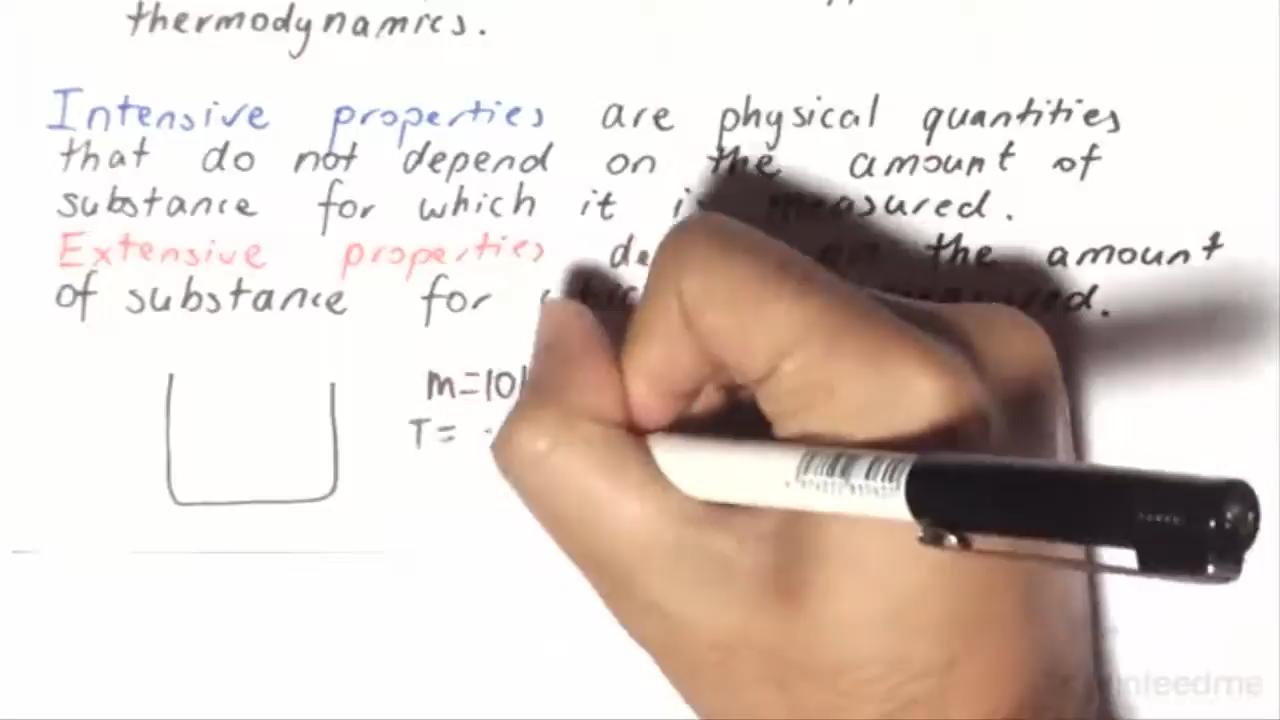 thermodynamics.
Intensive properties are physical quantities
that do not depend on the amount of
substance for which it is measured.
Extensive properties the amount
of substance for measured.
m=10
T=